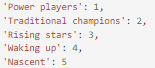 'Power players': 1,
'Traditional champions': 2,
'Rising stars': 3,
'Waking up': 4,
'Nascent': 5